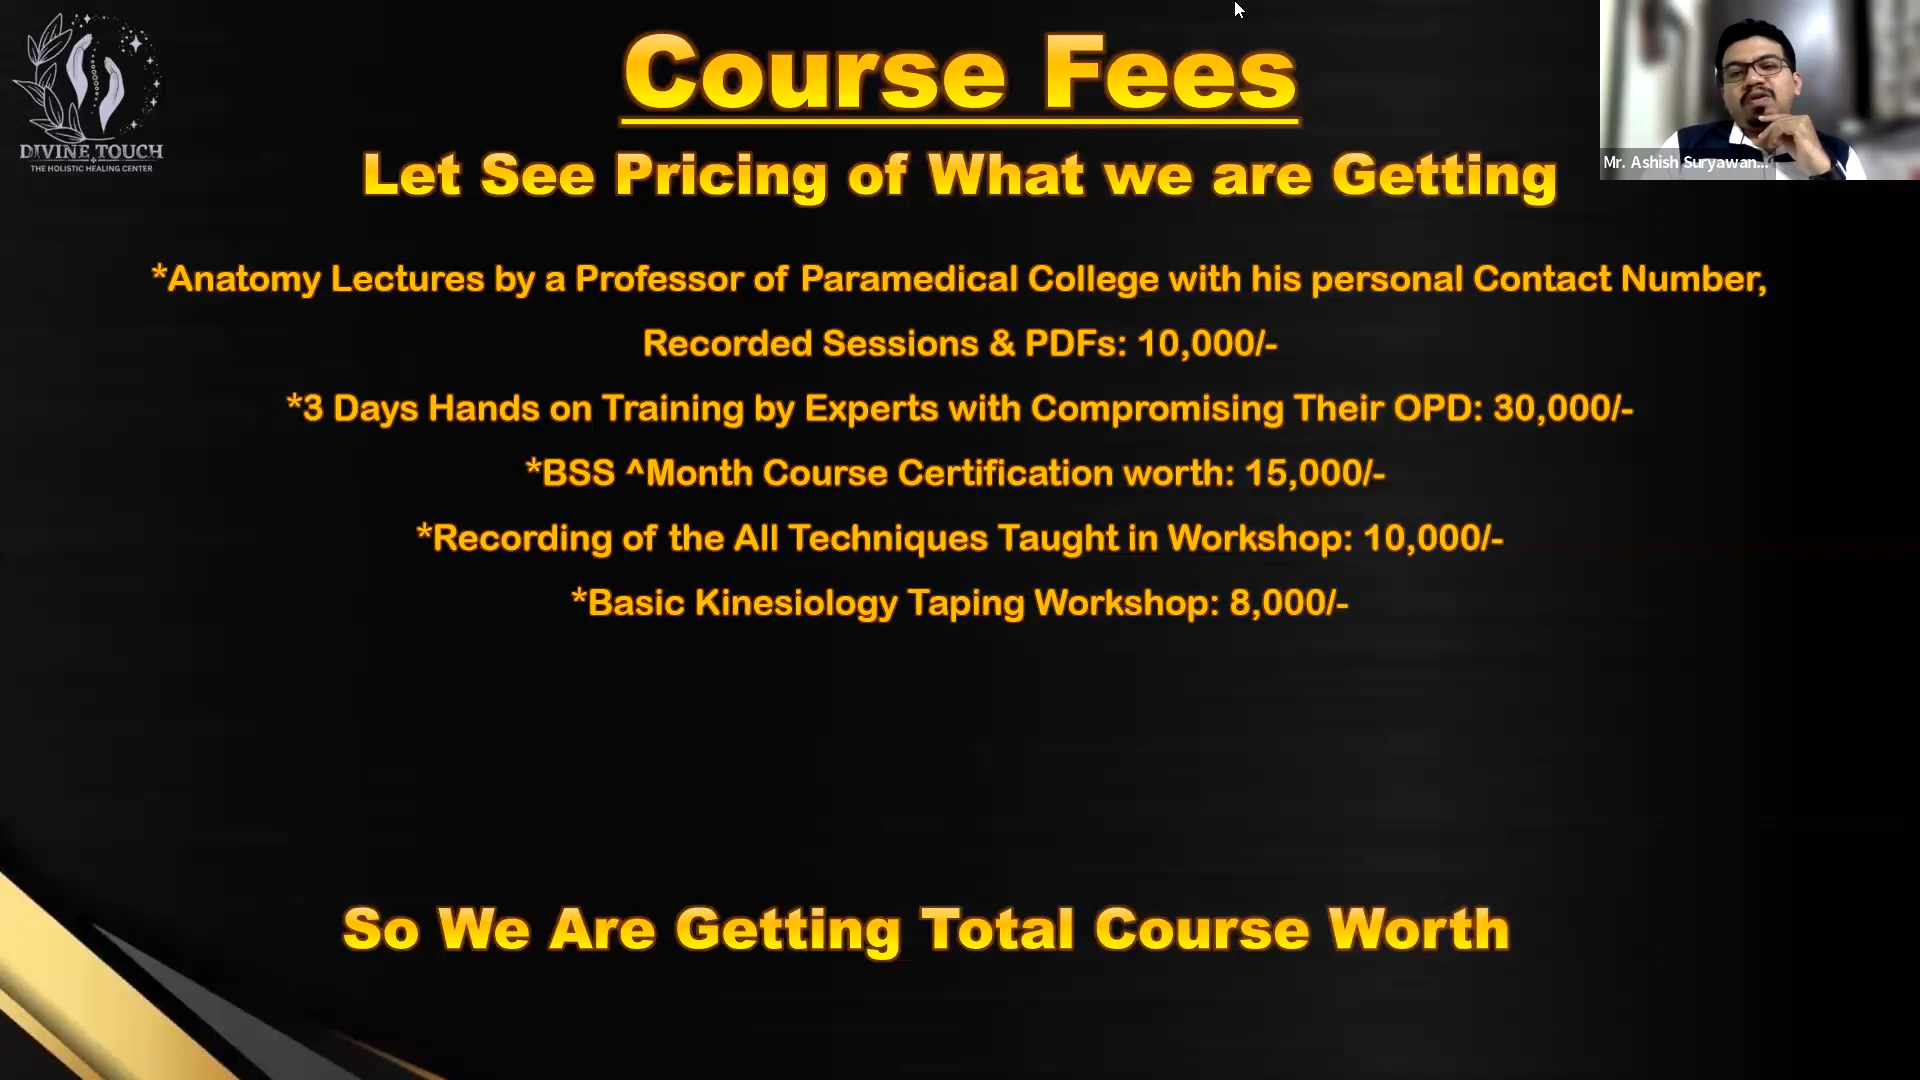 DIVINE TOUCH
THE HOLISTIC HEALING CENTER
Course Fees
Mr. Ashish Suryawan...
Let See Pricing of What we are Getting
*Anatomy Lectures by a Professor of Paramedical College with his personal Contact Number,
Recorded Sessions & PDFs: 10,000/-
*3 Days Hands on Training by Experts with Compromising Their OPD: 30,000/-
*BSS ^Month Course Certification worth: 15,000/-
*Recording of the All Techniques Taught in Workshop: 10,000/-
*Basic Kinesiology Taping Workshop: 8,000/-
So We Are Getting Total Course Worth